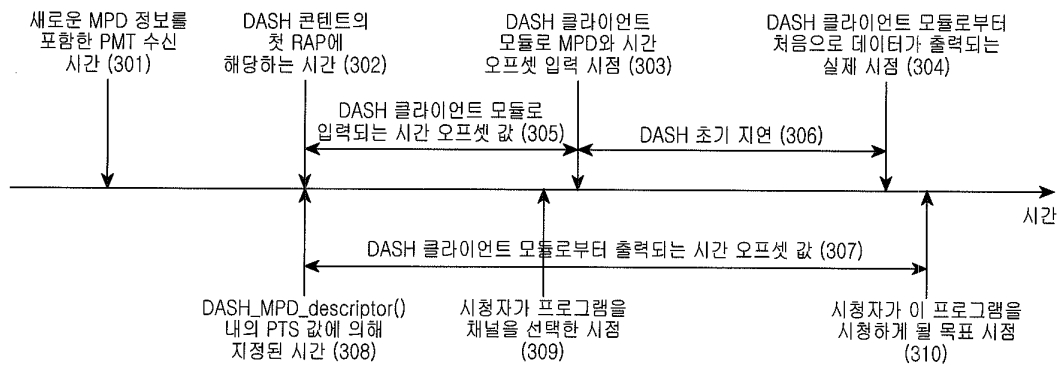 새로운 MPD 정보를
포함한 PMT 수신
시간 (301)
DASH 콘텐트의
첫 RAP에
해당하는 시간 (302)
DASH 클라이언트
모듈로 MPD와 시간
오프셋 입력 시점 (303)
DASH 클라이언트 모듈로부터
처음으로 데이터가 출력되는
실제 시점 (304)
DASH 클라이언트 모듈로
입력되는 시간 오프셋 값 (305)
DASH 초기 지연 (306)
시간
DASH 클라이언트 모듈로부터 출력되는 시간 오프셋 값 (307)
DASH_MPD_descriptor()
내의 PTS 값에 의해
지정된 시간 (308)
시청자가 프로그램을
채널을 선택한 시점
(309)
시청자가 이 프로그램을
시청하게 될 목표 시점
(310)